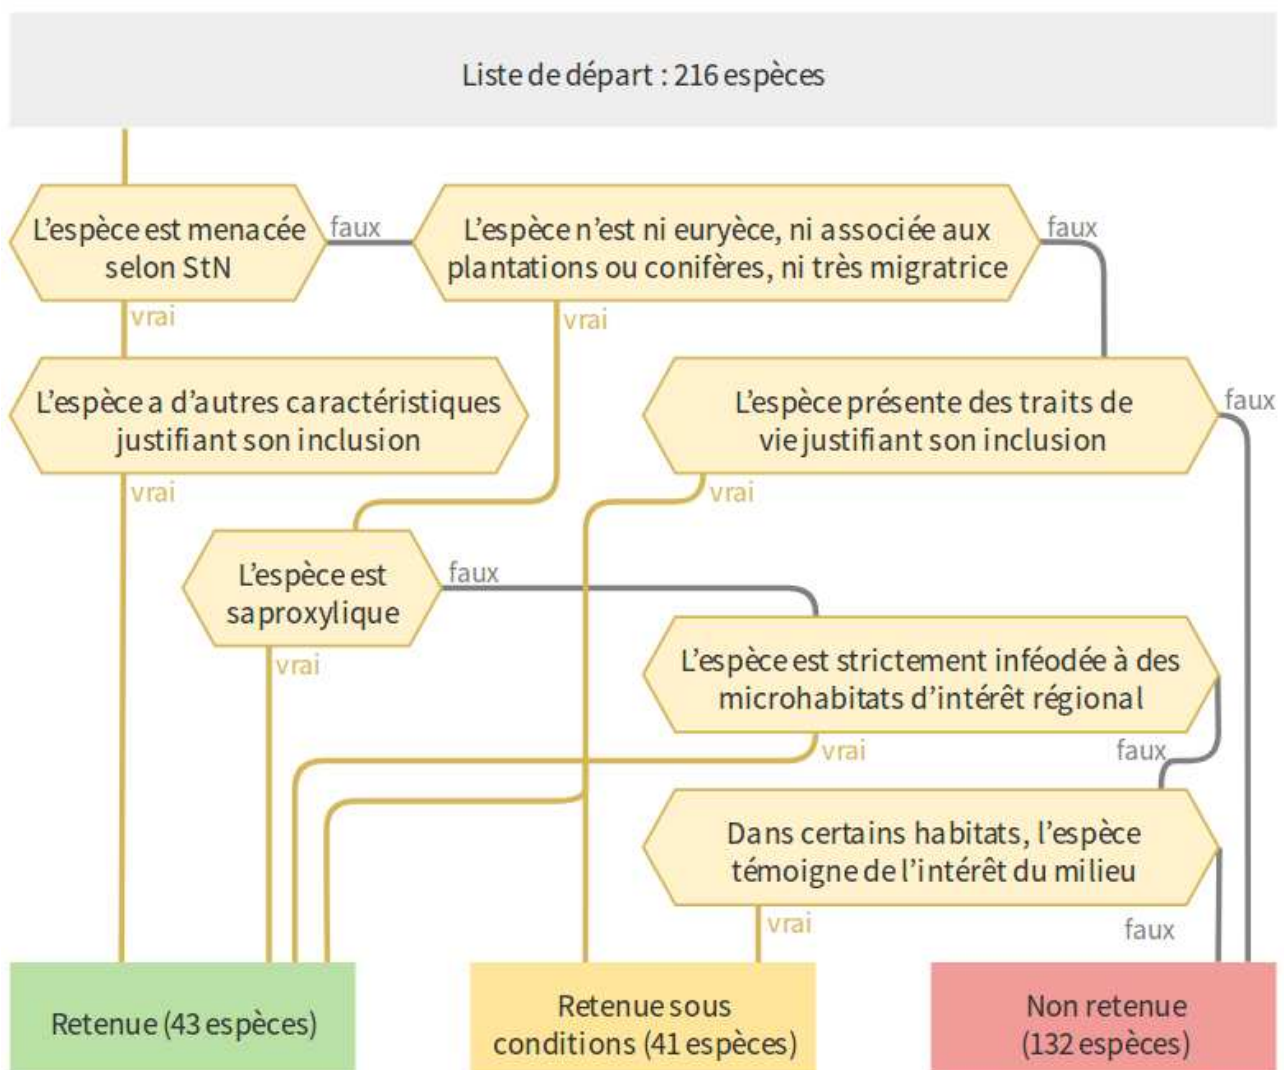 Liste de départ : 216 espèces
L’espèce est menacée
selon StN
faux
L’espèce n’est ni euryèce, ni associée aux
plantations ou conifères, ni très migratrice
faux
vrai
vrai
L’espèce a d’autres caractéristiques
justifiant son inclusion
L’espèce présente des traits de
vie justifiant son inclusion
faux
vrai
vrai
L’espèce est
saproxylique
faux
vrai
L’espèce est strictement inféodée à des
microhabitats d’intérêt régional
vrai
faux
Dans certains habitats, l’espèce
témoigne de l’intérêt du milieu
vrai
faux
Retenue (43 espèces)
Retenue sous
conditions (41 espèces)
Non retenue
(132 espèces)